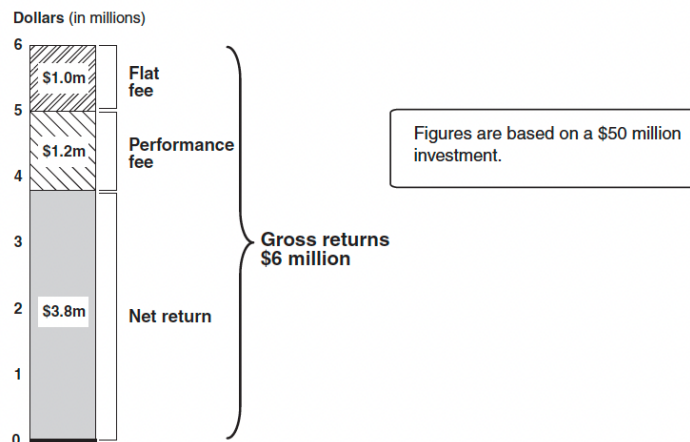 Dollars (in millions)
6
$1.0m
Flat
fee
5
$1.2m
Performance
fee
4
Figures are based on a $50 million
investment.
3
Gross returns
$6 million
2
$3.8m
Net return
1
0